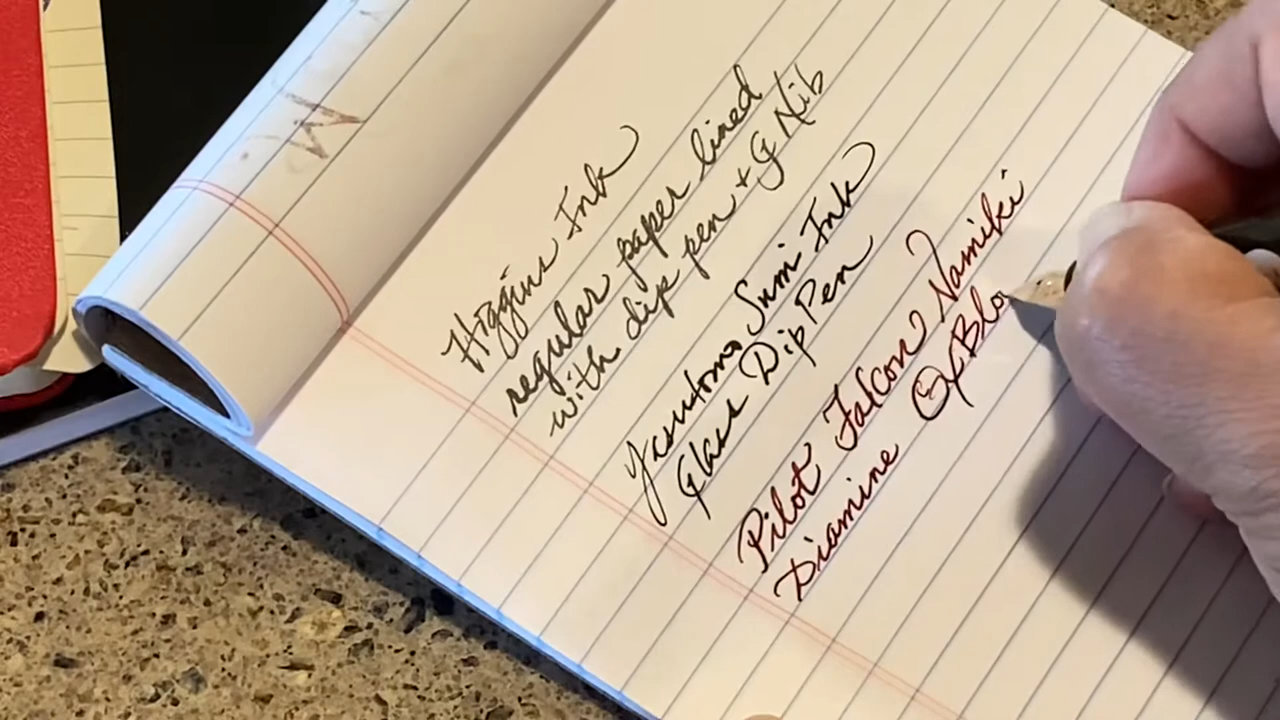 Higgins Ink
regular paper lined
with dip pen + G Nib
Yasutomo Sumi Ink
Glass Dip Pen
Pilot Falcon Namiki
Diamine OxBlo